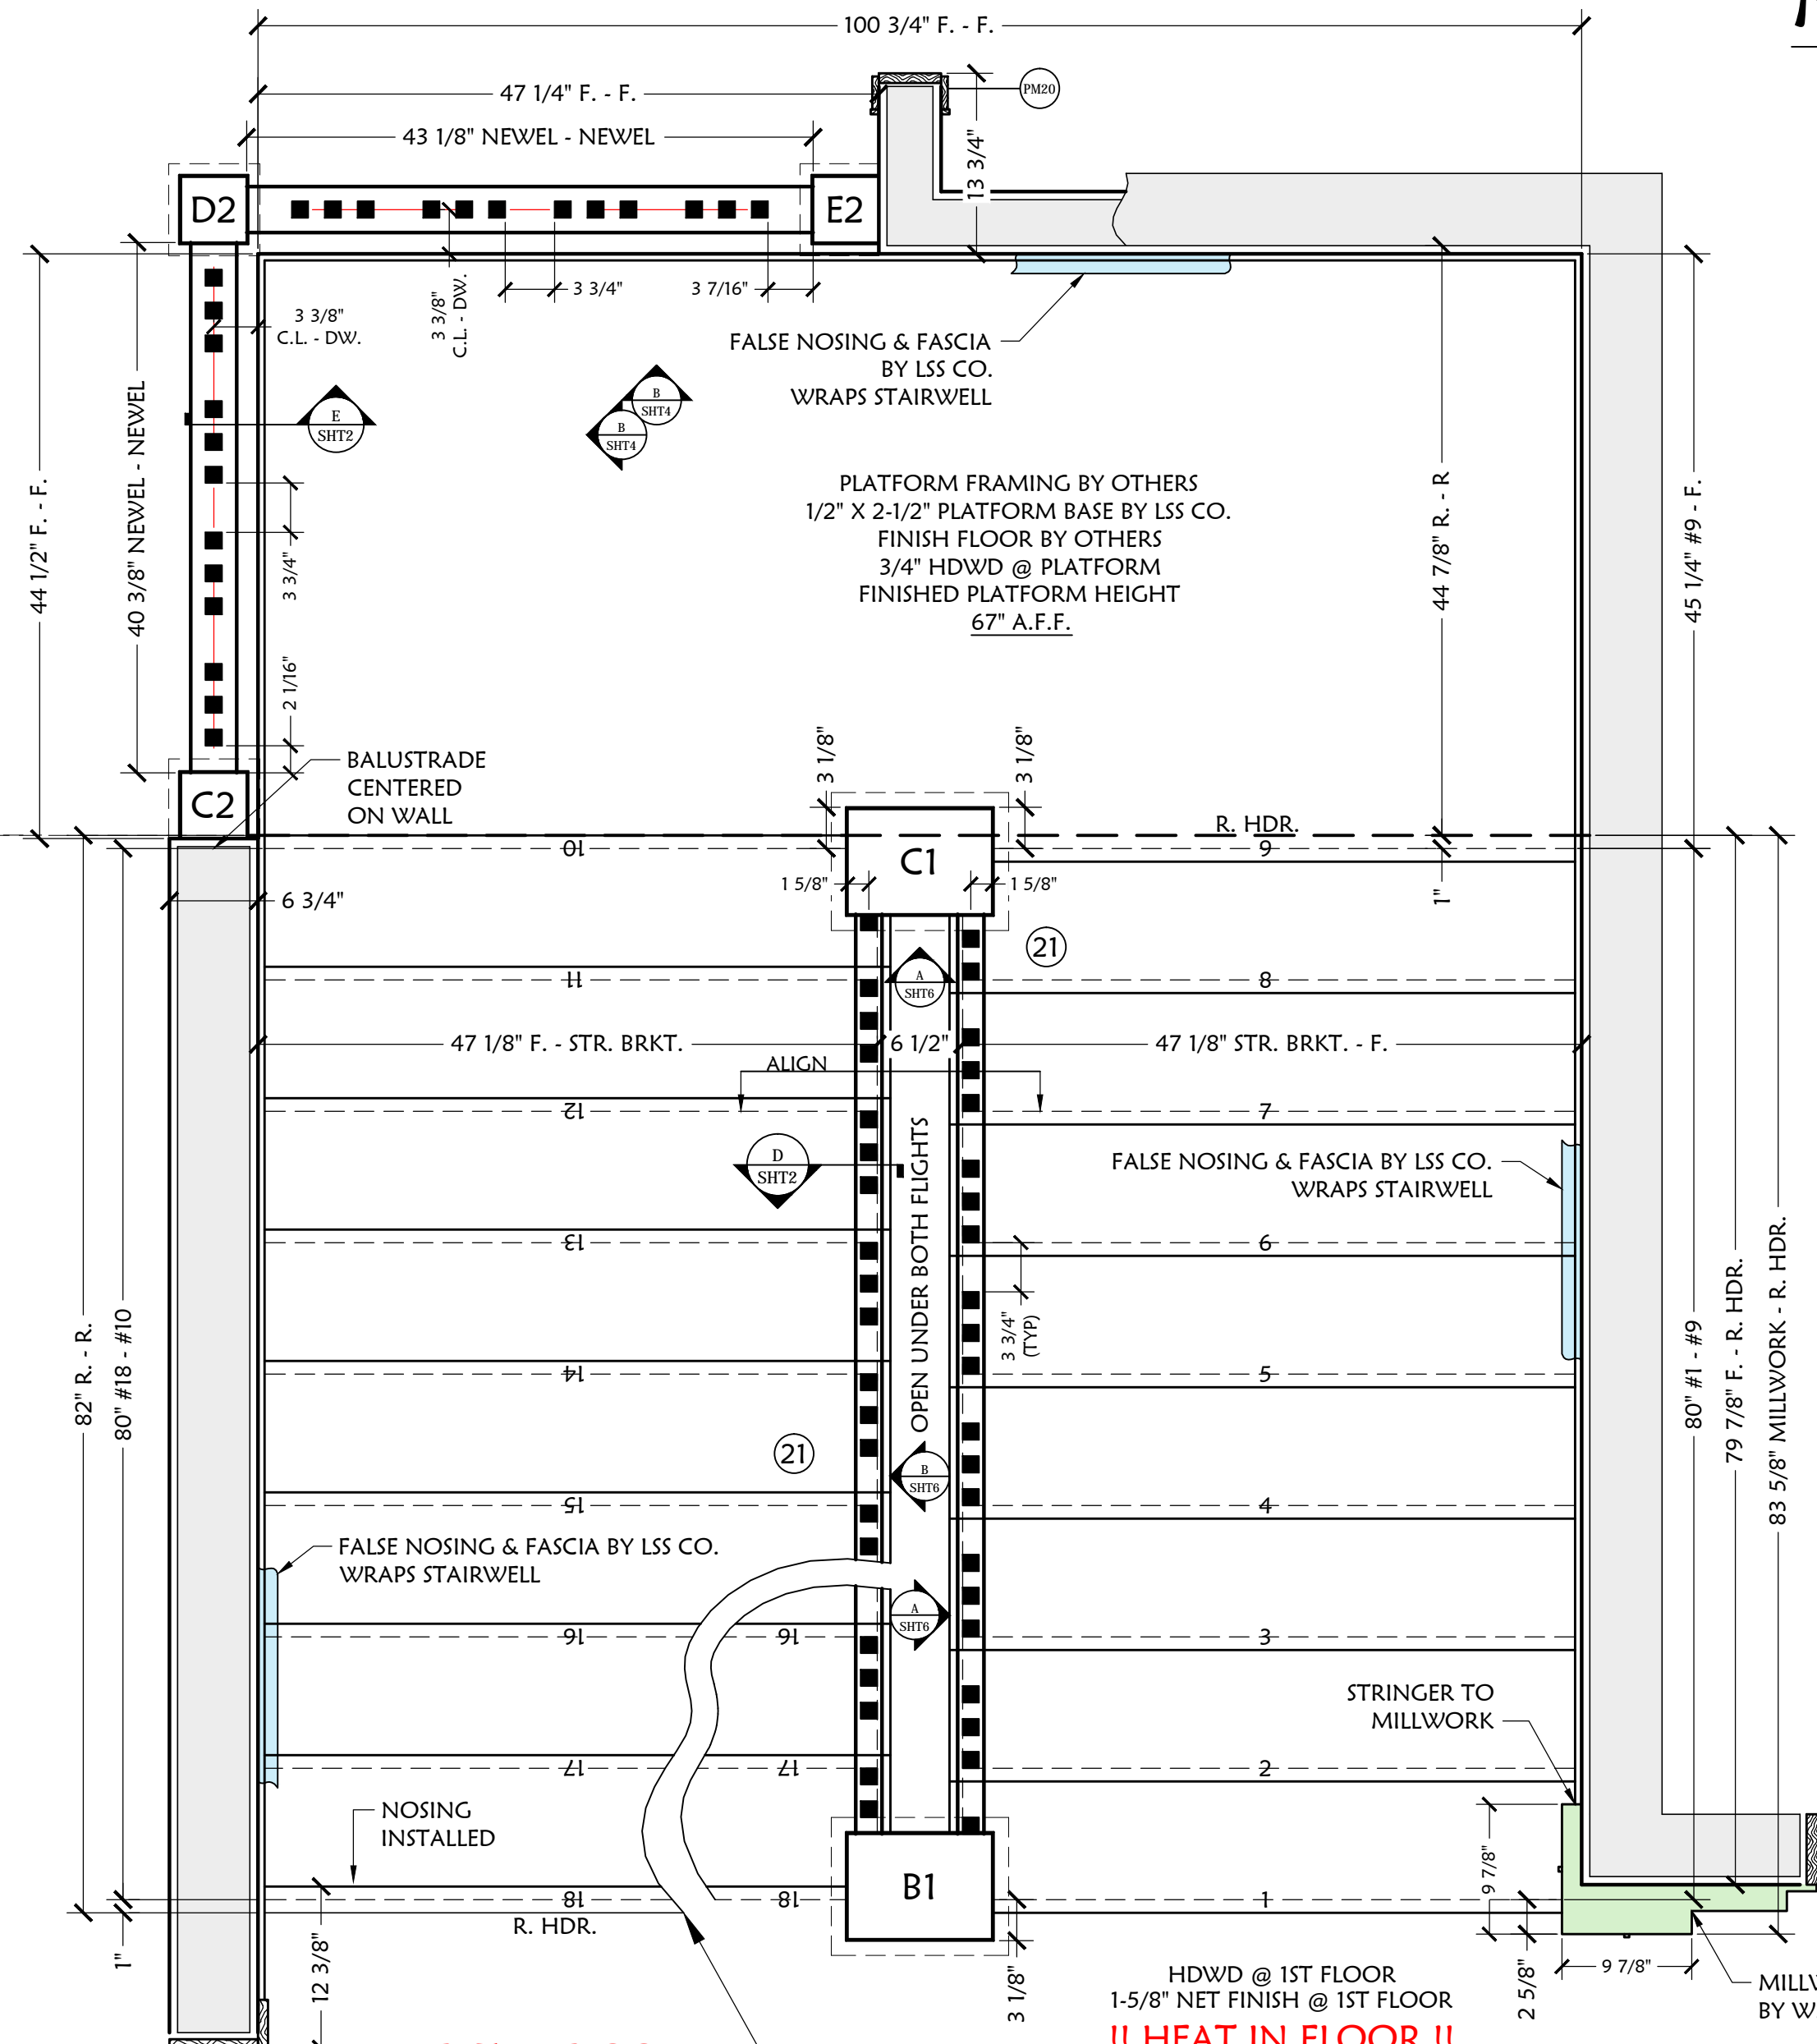 100 3/4" F. - F.
47 1/4" F. - F.
43 1/8" NEWEL - NEWEL
PM20
13 3/4"
D2
E2
3 3/4"
3 7/16"
3 3/8"
C.L. - DW.
3 3/8"
C.L. - DW.
FALSE NOSING & FASCIA
BY LSS CO.
WRAPS STAIRWELL
E
SHT2
B
SHT4
B
SHT4
44 1/2" F. - F.
40 3/8" NEWEL - NEWEL
3 3/4"
2 1/16"
PLATFORM FRAMING BY OTHERS
1/2" X 2-1/2" PLATFORM BASE BY LSS CO.
FINISH FLOOR BY OTHERS
3/4" HDWD @ PLATFORM
FINISHED PLATFORM HEIGHT
67" A.F.F.
44 7/8" R. - R
45 1/4" #9 - F.
BALUSTRADE
CENTERED
ON WALL
C2
3 1/8"
3 1/8"
R. HDR.
10
9
C1
1 5/8"
1 5/8"
1"
6 3/4"
21
11
8
A
SHT6
47 1/8" F. - STR. BRKT.
6 1/2"
47 1/8" STR. BRKT. - F.
ALIGN
12
7
D
SHT2
OPEN UNDER BOTH FLIGHTS
FALSE NOSING & FASCIA BY LSS CO.
WRAPS STAIRWELL
13
6
3 3/4"
(TYP)
82" R. - R.
80" #18 - #10
80" #1 - #9
79 7/8" F. - R. HDR.
83 5/8" MILLWORK - R. HDR.
14
5
21
B
SHT6
15
4
FALSE NOSING & FASCIA BY LSS CO.
WRAPS STAIRWELL
A
SHT6
16
16
3
STRINGER TO
MILLWORK
17
17
2
NOSING
INSTALLED
9 7/8"
B1
18
18
1
R. HDR.
1"
12 3/8"
3 1/8"
2 5/8"
9 7/8"
HDWD @ 1ST FLOOR
1-5/8" NET FINISH @ 1ST FLOOR
!! HEAT IN FLOOR !!
BY W